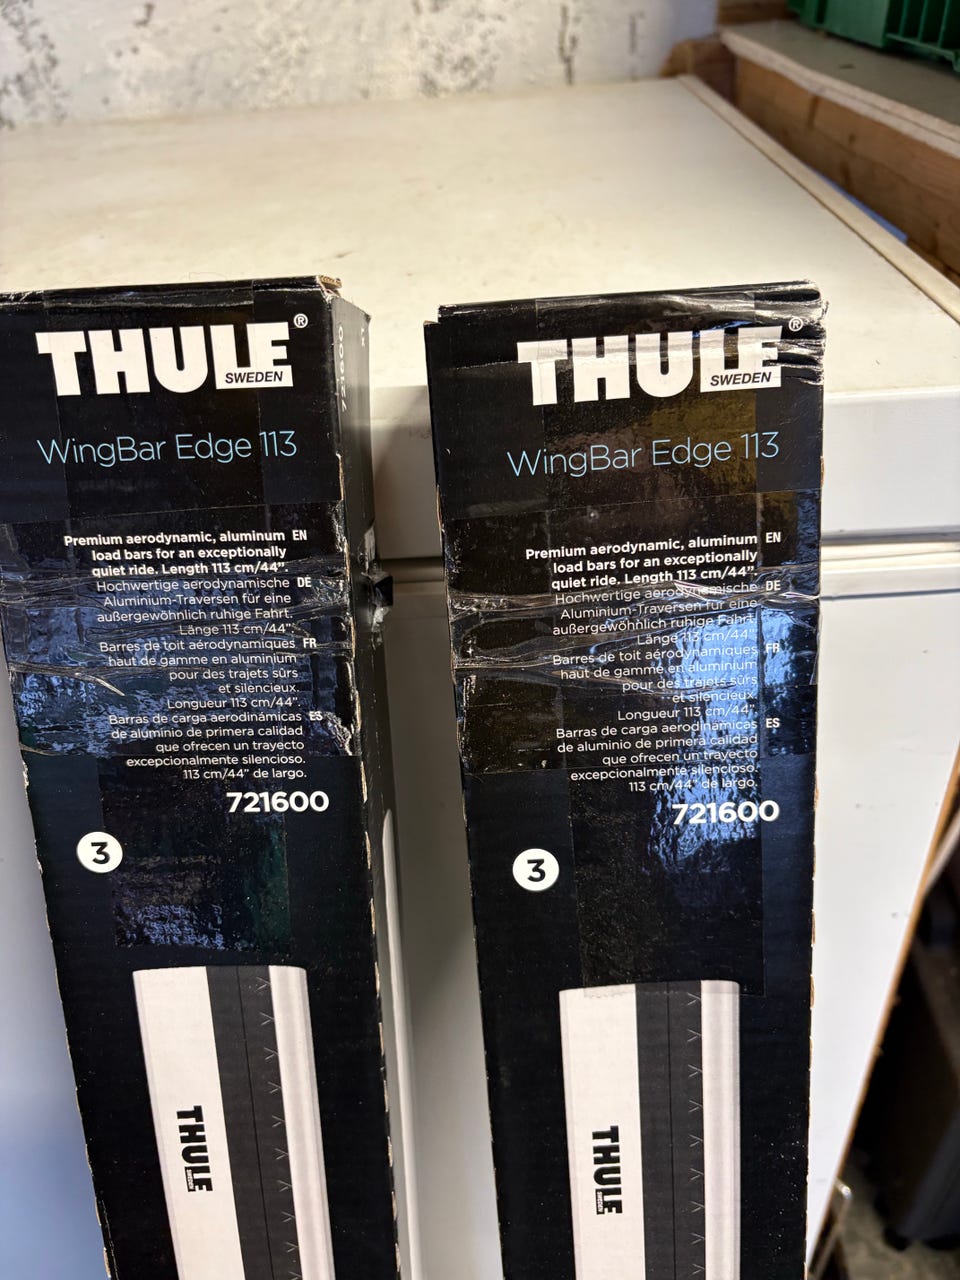 THULE®
SWEDEN
WingBar Edge 113
Premium aerodynamic, aluminum EN
load bars for an exceptionally
quiet ride. Length 113 cm/44".
Hochwertige aerodynamische DE
Aluminium-Traversen für eine
außergewöhnlich ruhige Fahrt.
Länge 113 cm/44".
Barres de toit aérodynamiques FR
haut de gamme en aluminium
pour des trajets sûrs
et silencieux.
Longueur 113 cm/44".
Barras de carga aerodinámicas ES
de aluminio de primera calidad
que ofrecen un trayecto
excepcionalmente silencioso.
113 cm/44" de largo.
721600
3
THULE
SWEDEN
721600
THULE®
SWEDEN
WingBar Edge 113
Premium aerodynamic, aluminum EN
load bars for an exceptionally
quiet ride. Length 113 cm/44".
Hochwertige aerodynamische DE
Aluminium-Traversen für eine
außergewöhnlich ruhige Fahrt.
Länge 113 cm/44".
Barres de toit aérodynamiques FR
haut de gamme en aluminium
pour des trajets sûrs
et silencieux.
Longueur 113 cm/44".
Barras de carga aerodinámicas ES
de aluminio de primera calidad
que ofrecen un trayecto
excepcionalmente silencioso.
113 cm/44" de largo.
721600
3
THULE
SWEDEN